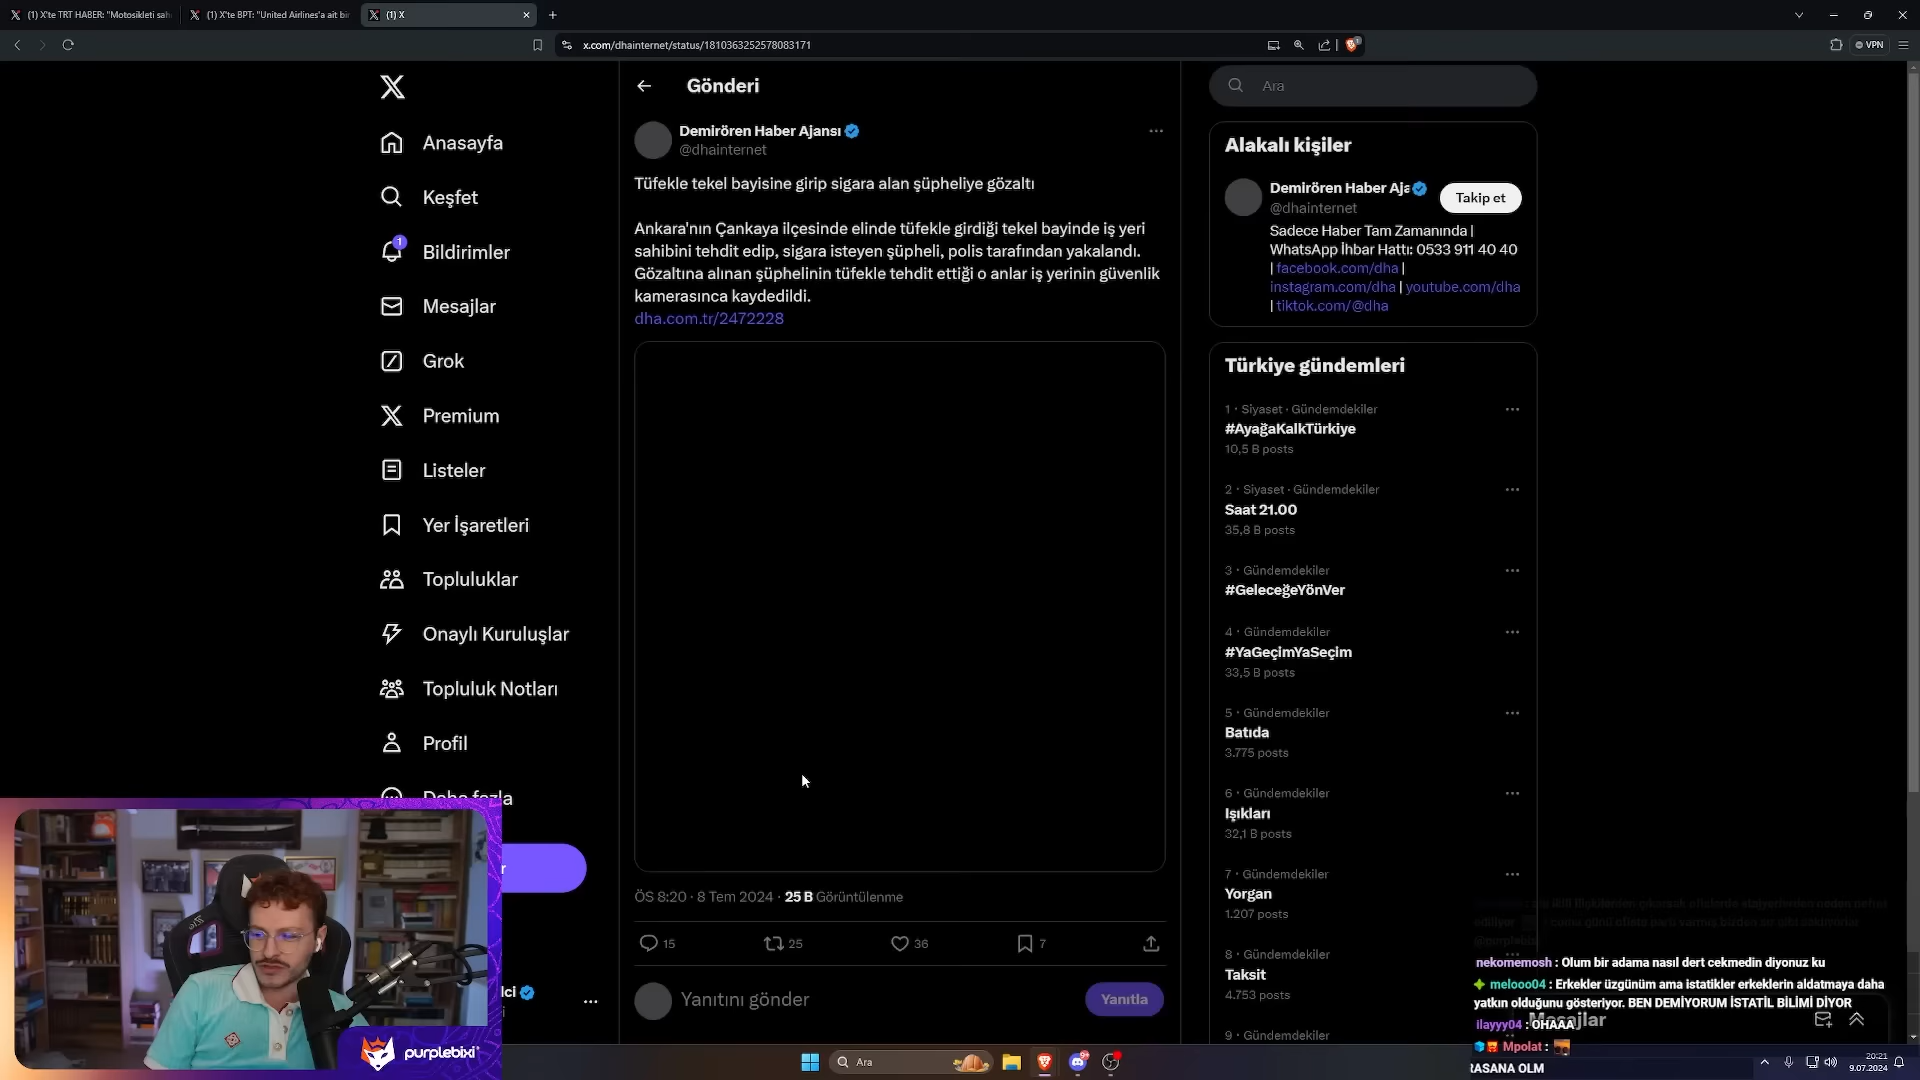 (1) X'te TRT HABER: "Motosikleti sah
(1) X'te BPT: "United Airlines'a ait bir
(1) X
x.com/dhainternet/status/1810363252578083171
VPN
Anasayfa
Keşfet
1
Bildirimler
Mesajlar
Grok
Premium
Listeler
Yer İşaretleri
Topluluklar
Onaylı Kuruluşlar
Topluluk Notları
Profil
Daha fazla
Gönderi
Demirören Haber Ajansı
@dhainternet
Tüfekle tekel bayisine girip sigara alan şüpheliye gözaltı
Ankara'nın Çankaya ilçesinde elinde tüfekle girdiği tekel bayinde iş yeri
sahibini tehdit edip, sigara isteyen şüpheli, polis tarafından yakalandı.
Gözaltına alınan şüphelinin tüfekle tehdit ettiği o anlar iş yerinin güvenlik
kamerasınca kaydedildi.
dha.com.tr/2472228
ÖS 8:20 · 8 Tem 2024 · 25 B Görüntülenme
15
25
36
7
Yanıtını gönder
Yanıtla
Ara
Alakalı kişiler
Demirören Haber Aja
@dhainternet
Takip et
Sadece Haber Tam Zamanında |
WhatsApp İhbar Hattı: 0533 911 40 40
| facebook.com/dha |
instagram.com/dha | youtube.com/dha
| tiktok.com/@dha
Türkiye gündemleri
1 · Siyaset · Gündemdekiler
#AyağaKalkTürkiye
10,5 B posts
2 · Siyaset · Gündemdekiler
Saat 21.00
35,8 B posts
3 · Gündemdekiler
#GeleceğeYönVer
4 · Gündemdekiler
#YaGeçimYaSeçim
33,5 B posts
5 · Gündemdekiler
Batıda
3.775 posts
6 · Gündemdekiler
Işıkları
32,1 B posts
7 · Gündemdekiler
Yorgan
1.207 posts
8 · Gündemdekiler
Taksit
4.753 posts
9 · Gündemdekiler
Mesajlar
nekomemosh : Olum bir adama nasıl dert cekmedin diyonuz ku
melooo04 : Erkekler üzgünüm ama istatikler erkeklerin aldatmaya daha
yatkın olduğunu gösteriyor. BEN DEMİYORUM İSTATİL BİLİMİ DİYOR
ilayyy04 : OHAAA
Mpolat :
RASANA OLM
lci
purplebixi
Ara
20:21
9.07.2024